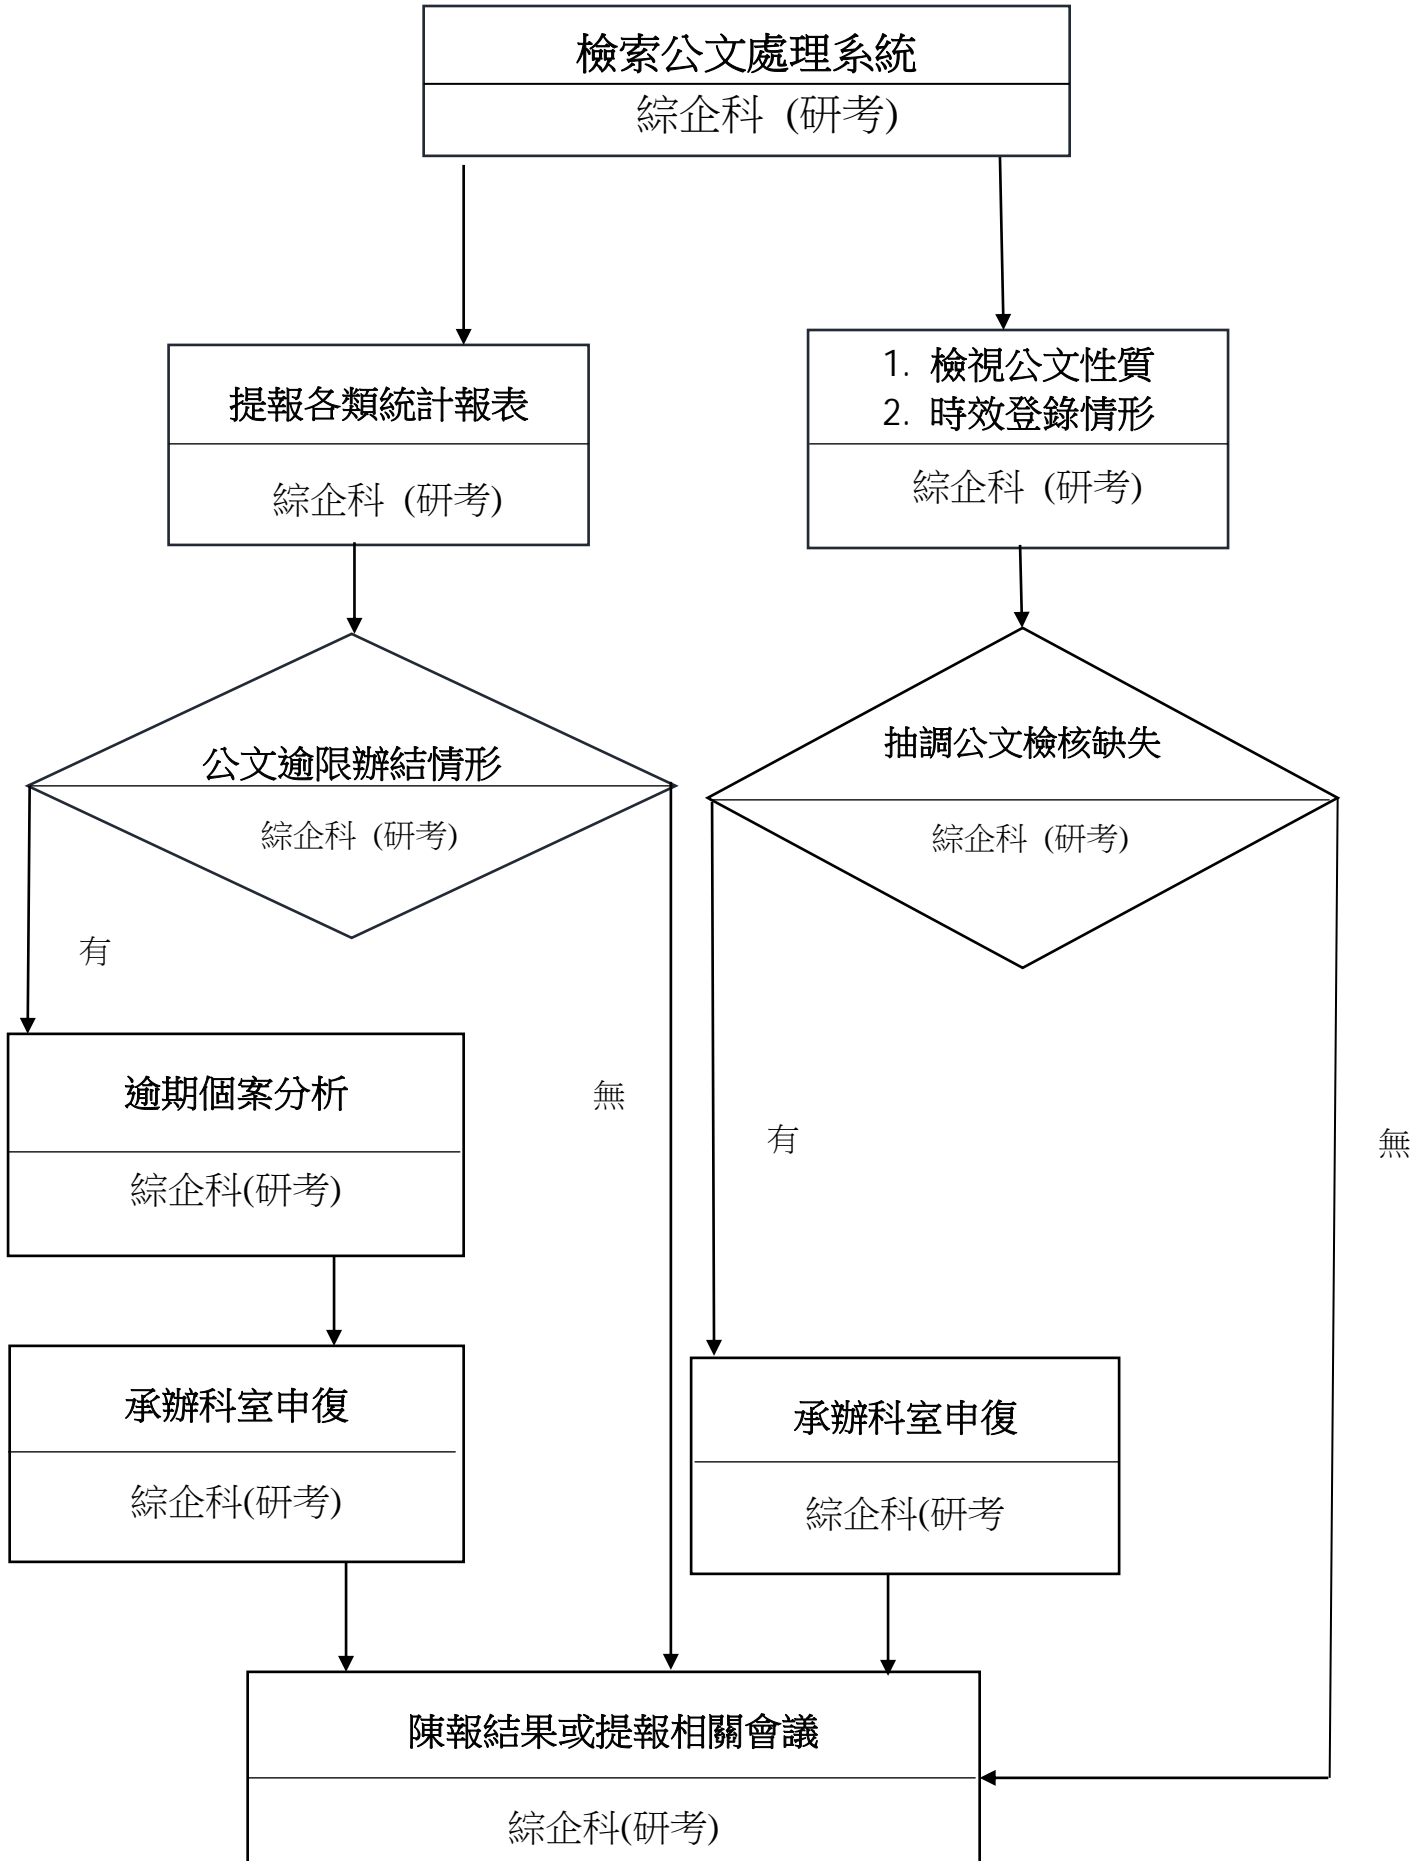 檢索公文處理系統
綜企科 (研考)
提報各類統計報表
綜企科 (研考)
1. 檢視公文性質
2. 時效登錄情形
綜企科 (研考)
公文逾限辦結情形
綜企科 (研考)
抽調公文檢核缺失
綜企科 (研考)
有
無
有
無
逾期個案分析
綜企科(研考)
承辦科室申復
綜企科(研考)
承辦科室申復
綜企科(研考
陳報結果或提報相關會議
綜企科(研考)